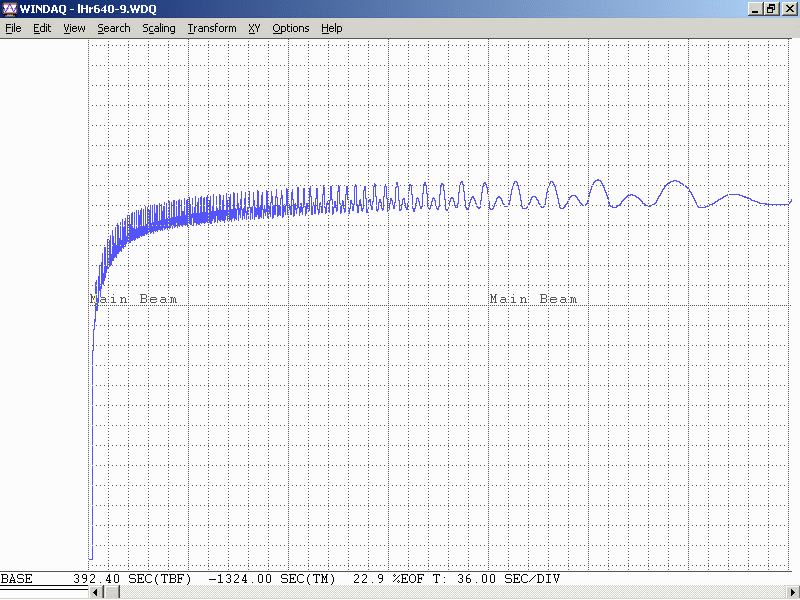 WINDAQ - lHr640-9.WDQ
File Edit View Search Scaling Transform XY Options Help
Main Beam Main Beam
BASE 392.40 SEC(TBF) -1324.00 SEC(TM) 22.9 %EOF T: 36.00 SEC/DIV